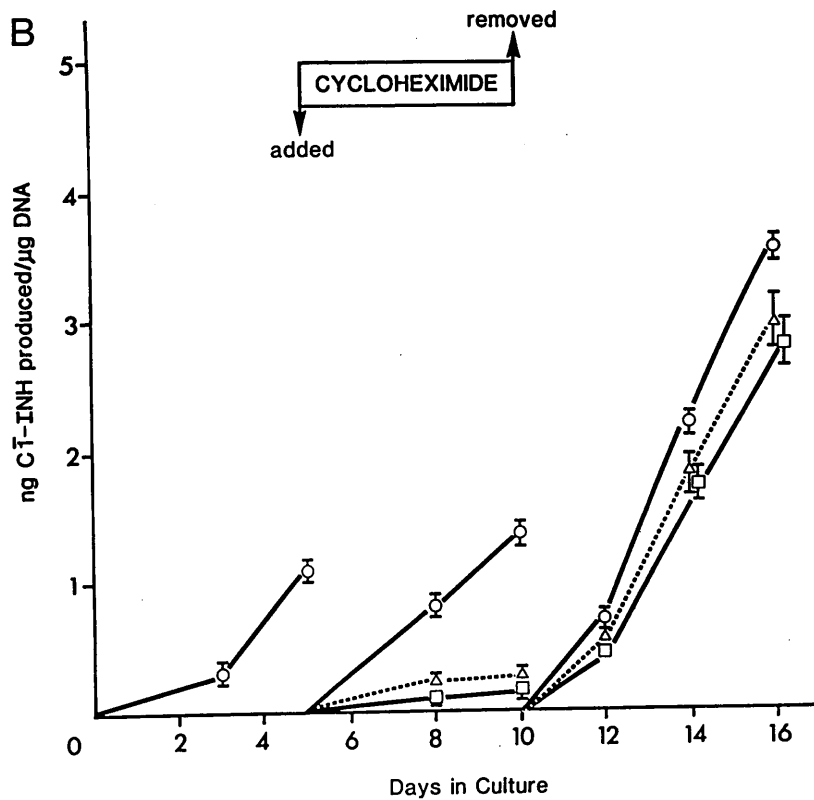 B
removed
CYCLOHEXIMIDE
added
ng C1̅-INH produced/µg DNA
5
4
3
2
1
0
2
4
6
8
10
12
14
16
Days in Culture